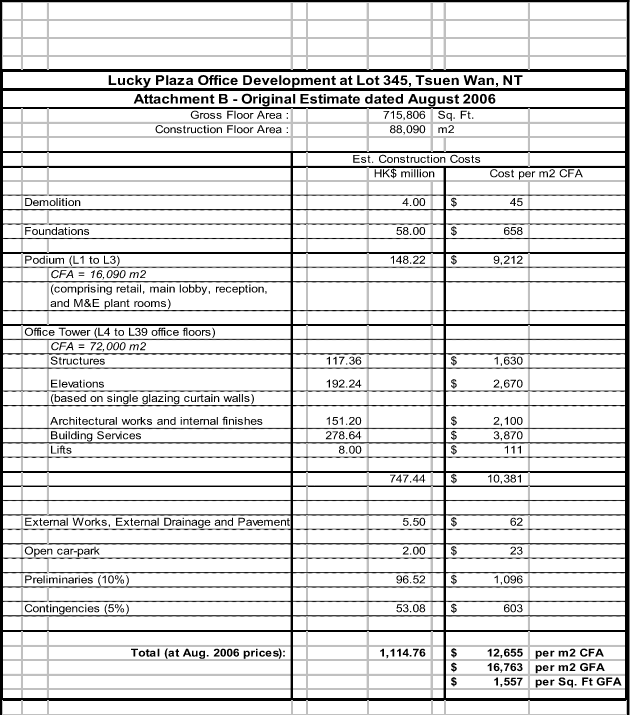 Lucky Plaza Office Development at Lot 345, Tsuen Wan, NT
Attachment B - Original Estimate dated August 2006
Gross Floor Area : 715,806 Sq. Ft.
Construction Floor Area : 88,090 m2
Est. Construction Costs
HK$ million Cost per m2 CFA
Demolition 4.00 $ 45
Foundations 58.00 $ 658
Podium (L1 to L3) 148.22 $ 9,212
CFA = 16,090 m2
(comprising retail, main lobby, reception,
and M&E plant rooms)
Office Tower (L4 to L39 office floors)
CFA = 72,000 m2
Structures 117.36 $ 1,630
Elevations 192.24 $ 2,670
(based on single glazing curtain walls)
Architectural works and internal finishes 151.20 $ 2,100
Building Services 278.64 $ 3,870
Lifts 8.00 $ 111
747.44 $ 10,381
External Works, External Drainage and Pavement 5.50 $ 62
Open car-park 2.00 $ 23
Preliminaries (10%) 96.52 $ 1,096
Contingencies (5%) 53.08 $ 603
Total (at Aug. 2006 prices): 1,114.76 $ 12,655 per m2 CFA
$ 16,763 per m2 GFA
$ 1,557 per Sq. Ft GFA